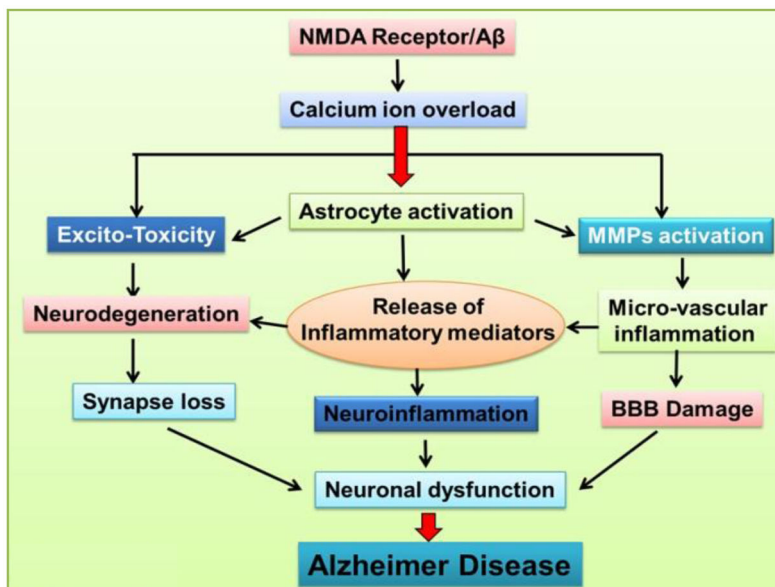 NMDA Receptor/Aβ
Calcium ion overload
Astrocyte activation
Excito-Toxicity
MMPs activation
Neurodegeneration
Release of
Inflammatory mediators
Micro-vascular
inflammation
Synapse loss
Neuroinflammation
BBB Damage
Neuronal dysfunction
Alzheimer Disease